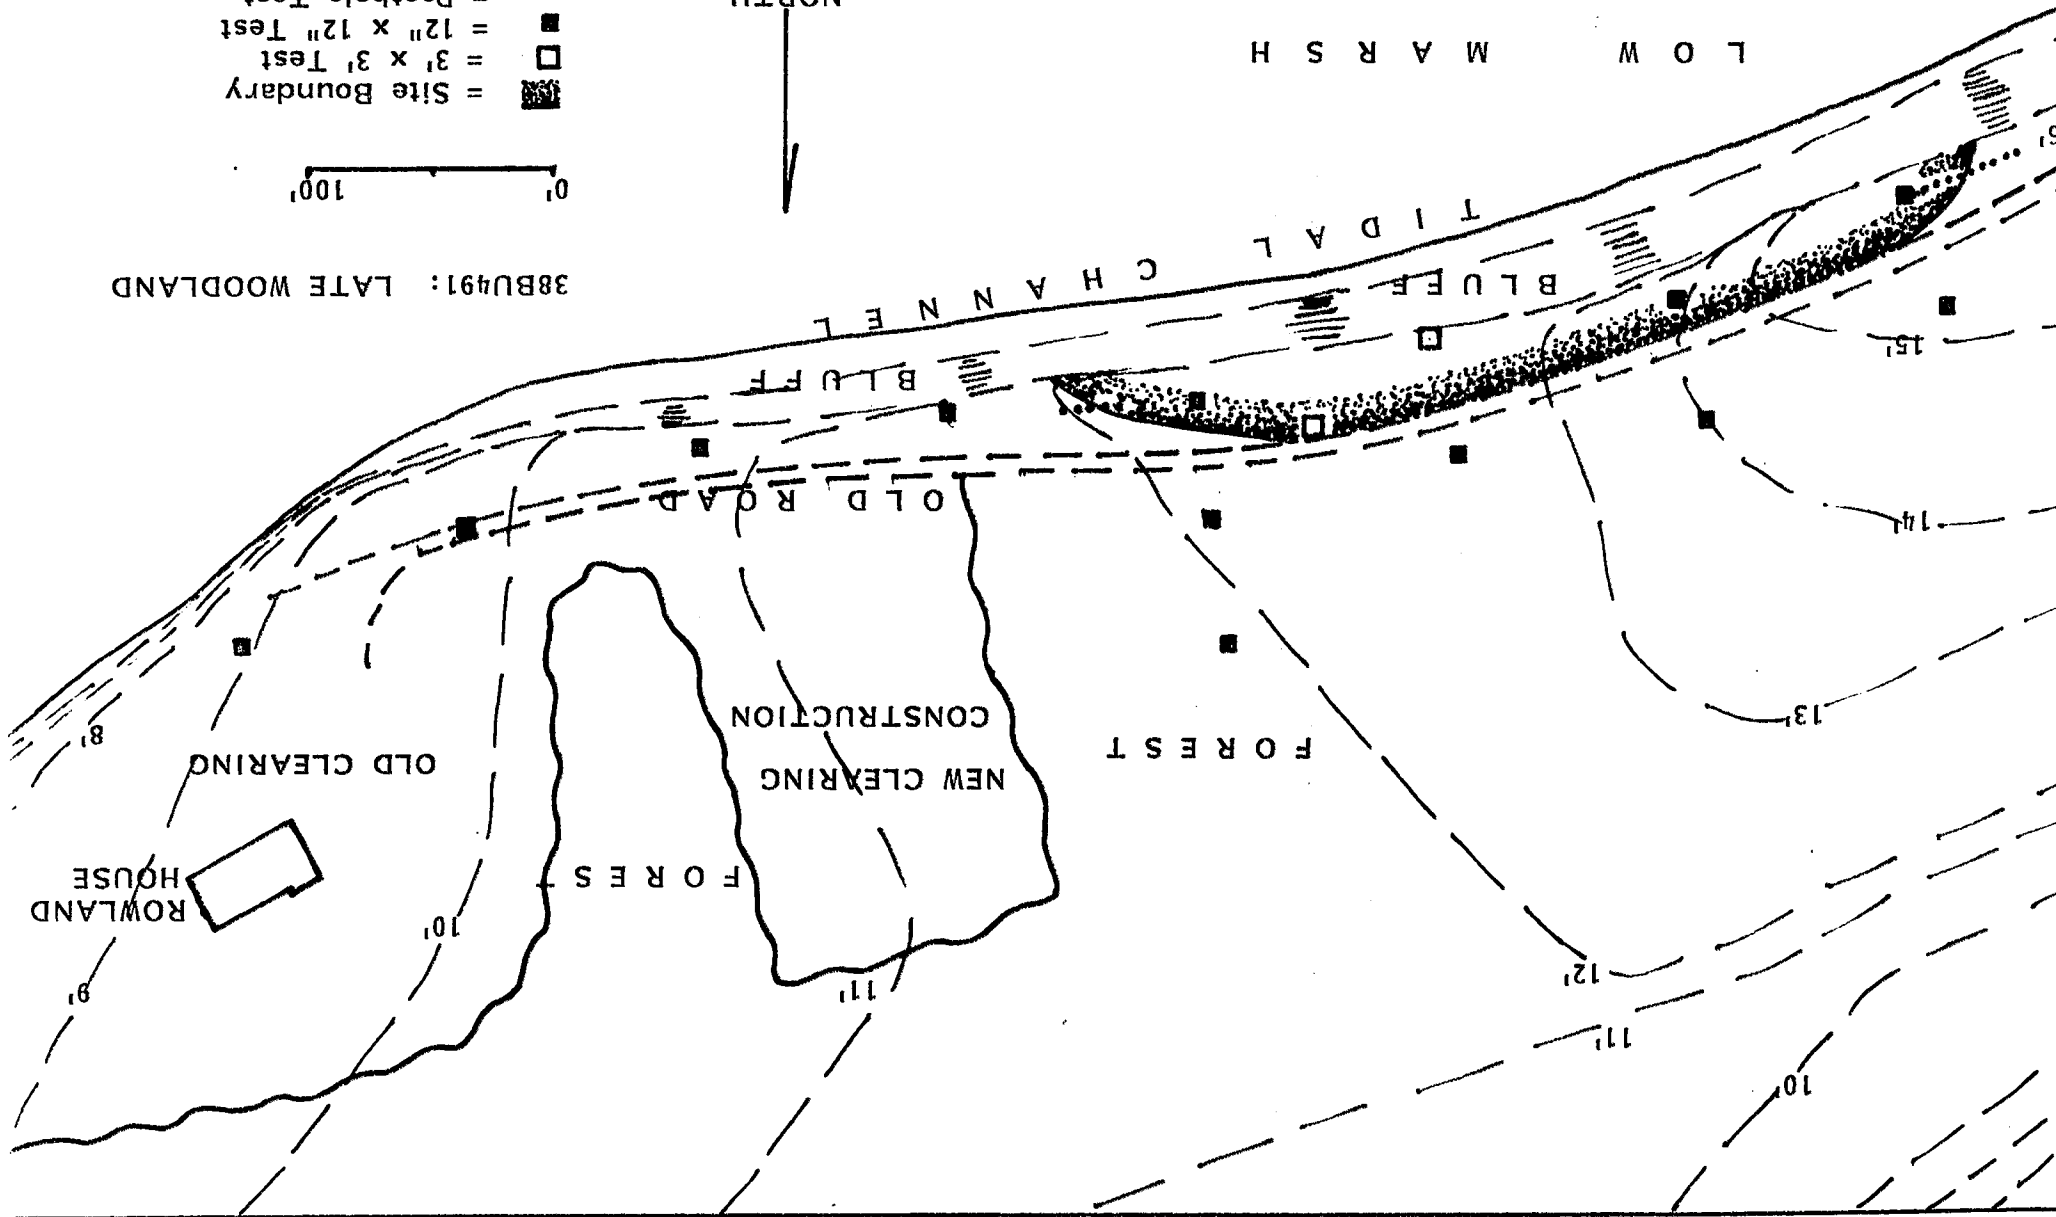 10'
11'
12'
11'
9'
10'
ROWLAND
HOUSE
FOREST
NEW CLEARING
CONSTRUCTION
OLD CLEARING
FOREST
8'
13'
14'
OLD ROAD
15'
BLUFF
BLUFF
TIDAL CHANNEL
38BU491: LATE WOODLAND
0' 100'
= Site Boundary
= 3' x 3' Test
= 12" x 12" Test
= Posthole Test
LOW MARSH
NORTH